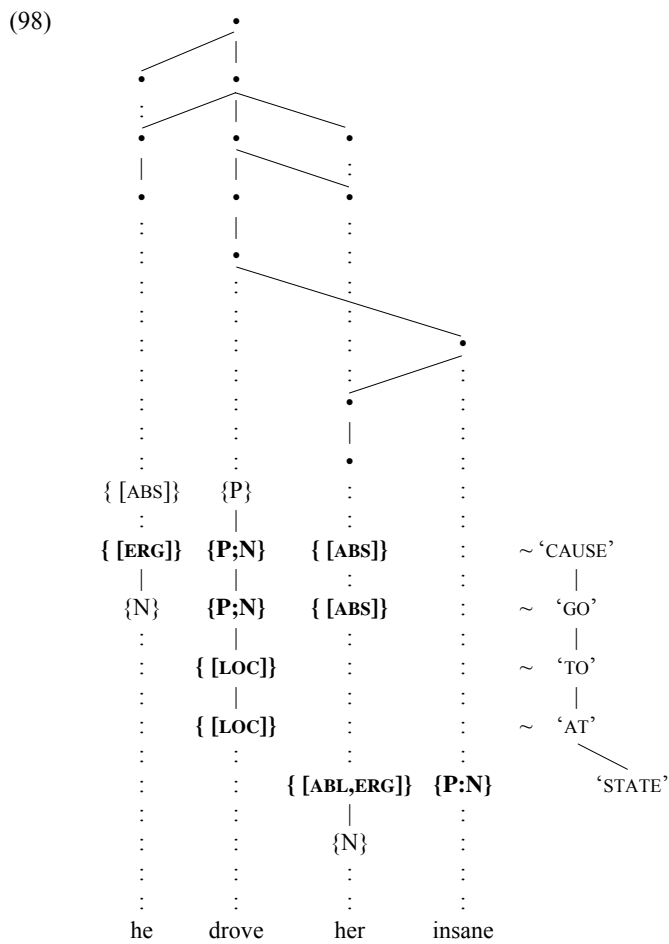 (98)
{ [ABS]} {P}
{ [ERG]} {P;N} { [ABS]} ~ ‘CAUSE’
{N} {P;N} { [ABS]} ~ ‘GO’
{ [LOC]} ~ ‘TO’
{ [LOC]} ~ ‘AT’
{ [ABL,ERG]} {P:N} ‘STATE’
{N}
he drove her insane